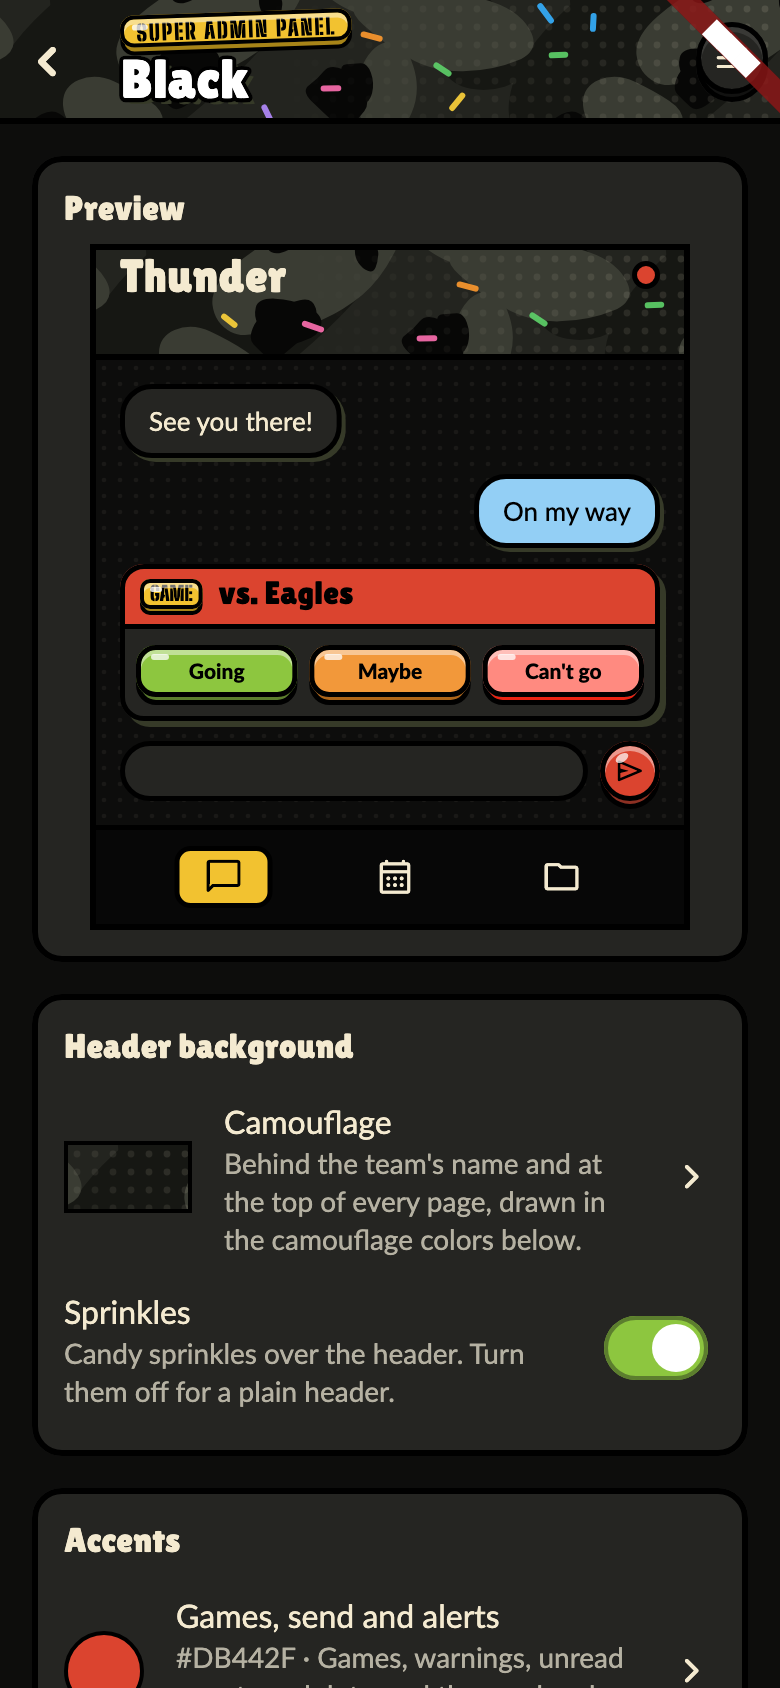 SUPER ADMIN PANEL
Black
Preview
Thunder
See you there!
On my way
GAME vs. Eagles
Going Maybe Can't go
Header background
Camouflage
Behind the team's name and at
the top of every page, drawn in
the camouflage colors below.
Sprinkles
Candy sprinkles over the header. Turn
them off for a plain header.
Accents
Games, send and alerts
#DB442F · Games, warnings, unread